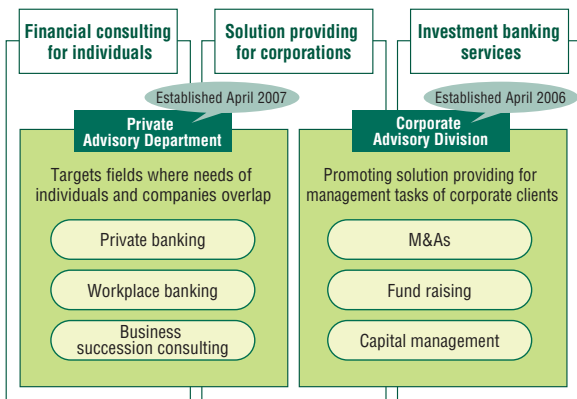 Financial consulting
for individuals
Solution providing
for corporations
Investment banking
services
Established April 2007
Private
Advisory Department
Targets fields where needs of
individuals and companies overlap
Private banking
Workplace banking
Business
succession consulting
Established April 2006
Corporate
Advisory Division
Promoting solution providing for
management tasks of corporate clients
M&As
Fund raising
Capital management